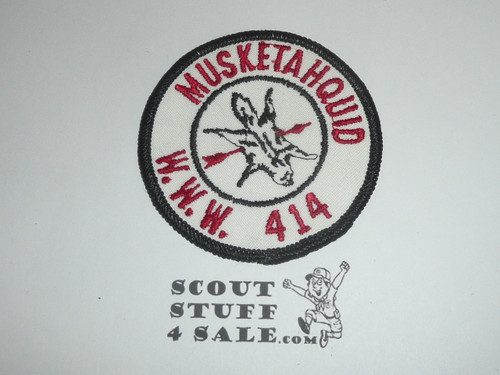 MUSKETAHQUID
W.W.W. 414
SCOUT
STUFF
4 SALE.COM